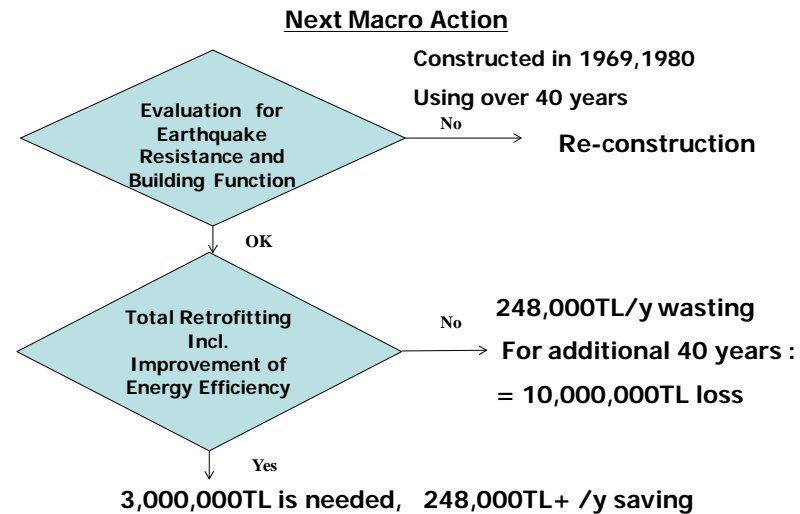 Next Macro Action
Constructed in 1969,1980
Using over 40 years
Evaluation for
Earthquake
Resistance and
Building Function
No
Re-construction
OK
Total Retrofitting
Incl.
Improvement of
Energy Efficiency
No
248,000TL/y wasting
For additional 40 years :
= 10,000,000TL loss
Yes
3,000,000TL is needed, 248,000TL+ /y saving